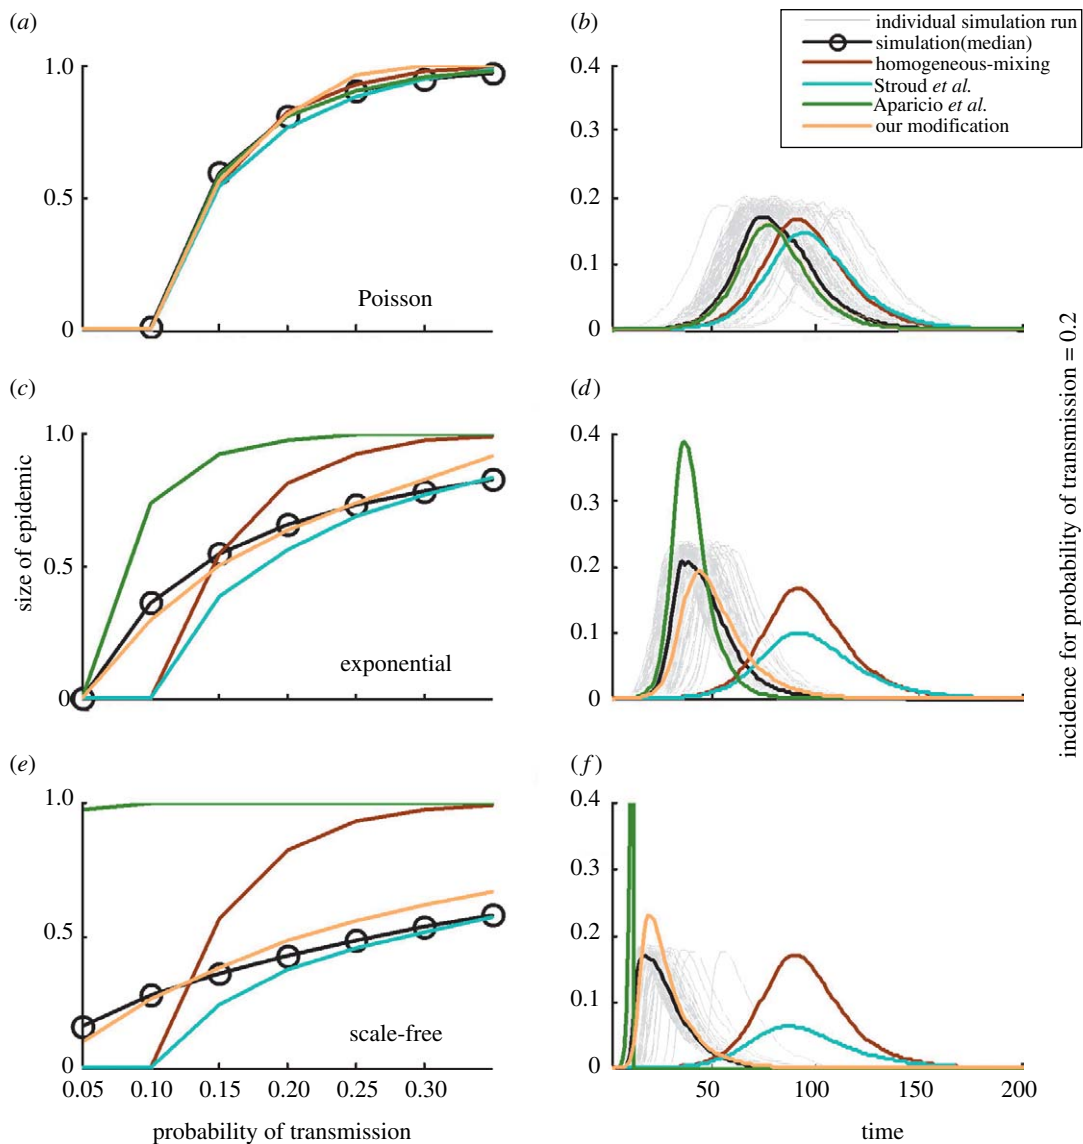 (a)
(b)
individual simulation run
simulation(median)
homogeneous-mixing
Stroud et al.
Aparicio et al.
our modification
1.0
0.5
0
Poisson
0.4
0.3
0.2
0.1
0
50
100
150
200
(c)
(d)
1.0
0.5
0
exponential
0.4
0.3
0.2
0.1
0
size of epidemic
incidence for probability of transmission = 0.2
(e)
(f)
1.0
0.5
0
scale-free
0.05
0.10
0.15
0.20
0.25
0.30
probability of transmission
0.4
0.3
0.2
0.1
0
50
100
150
200
time